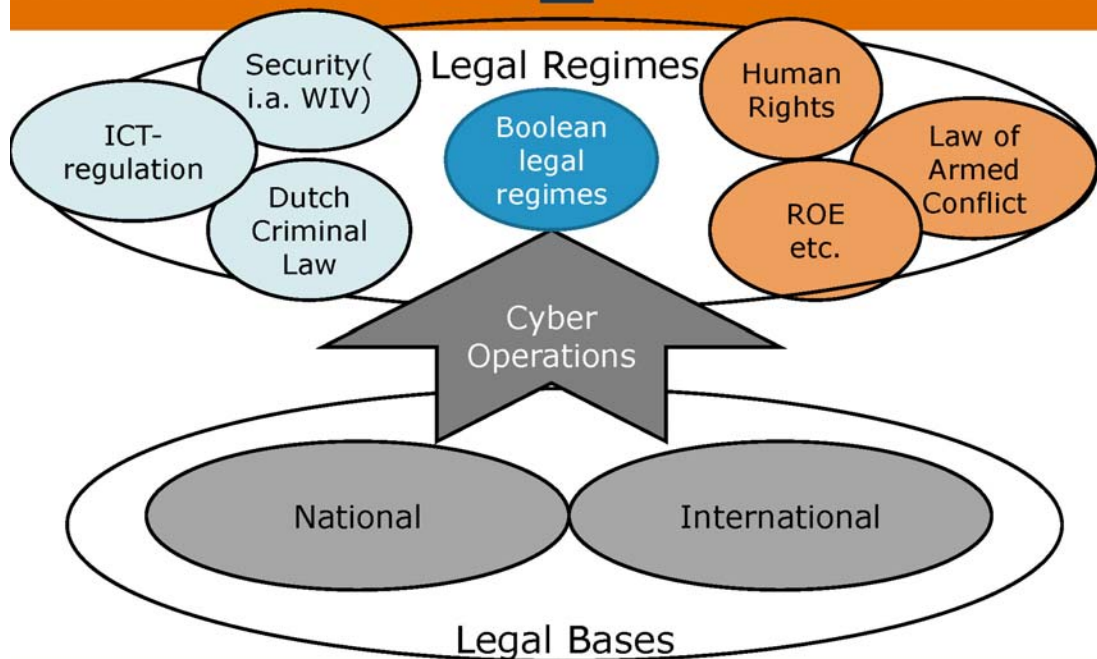 Legal Regimes
Security(
i.a. WIV)
ICT-
regulation
Dutch
Criminal
Law
Boolean
legal
regimes
Human
Rights
Law of
Armed
Conflict
ROE
etc.
Cyber
Operations
National
International
Legal Bases